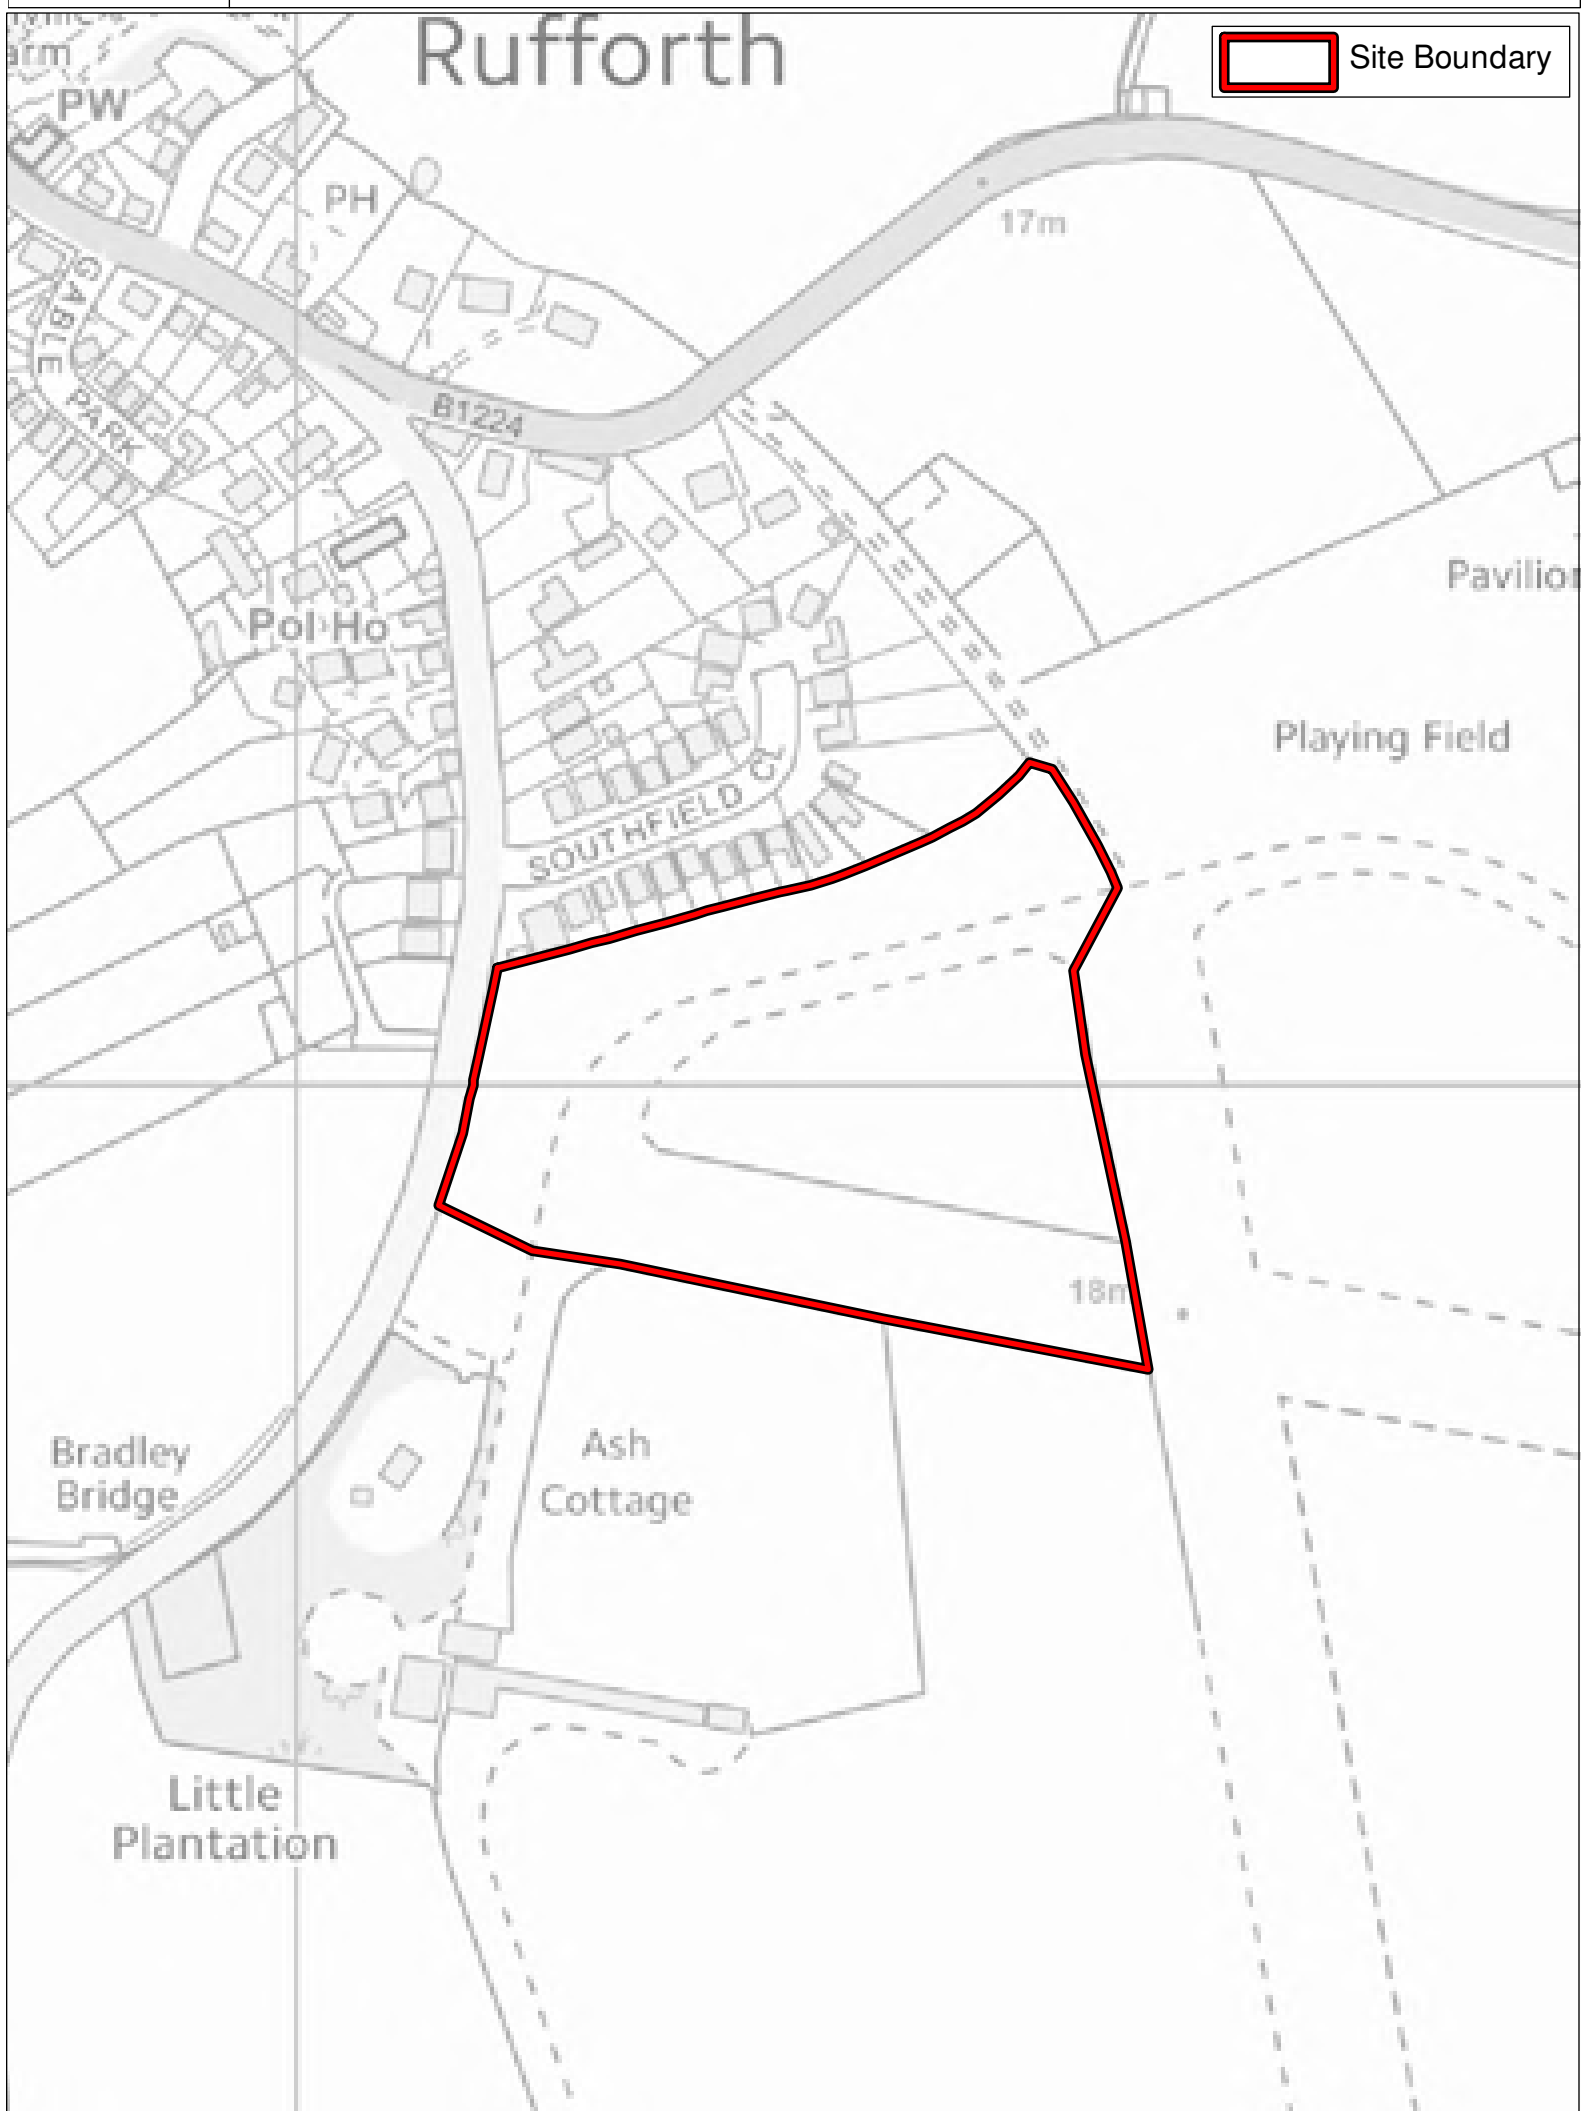 Rufforth
Site Boundary
arm
PW
PH
17m
GABLE
PARK
B1224
Pavilion
Pol Ho
Playing Field
SOUTHFIELD CL
18m
Bradley
Bridge
Ash
Cottage
Little
Plantation